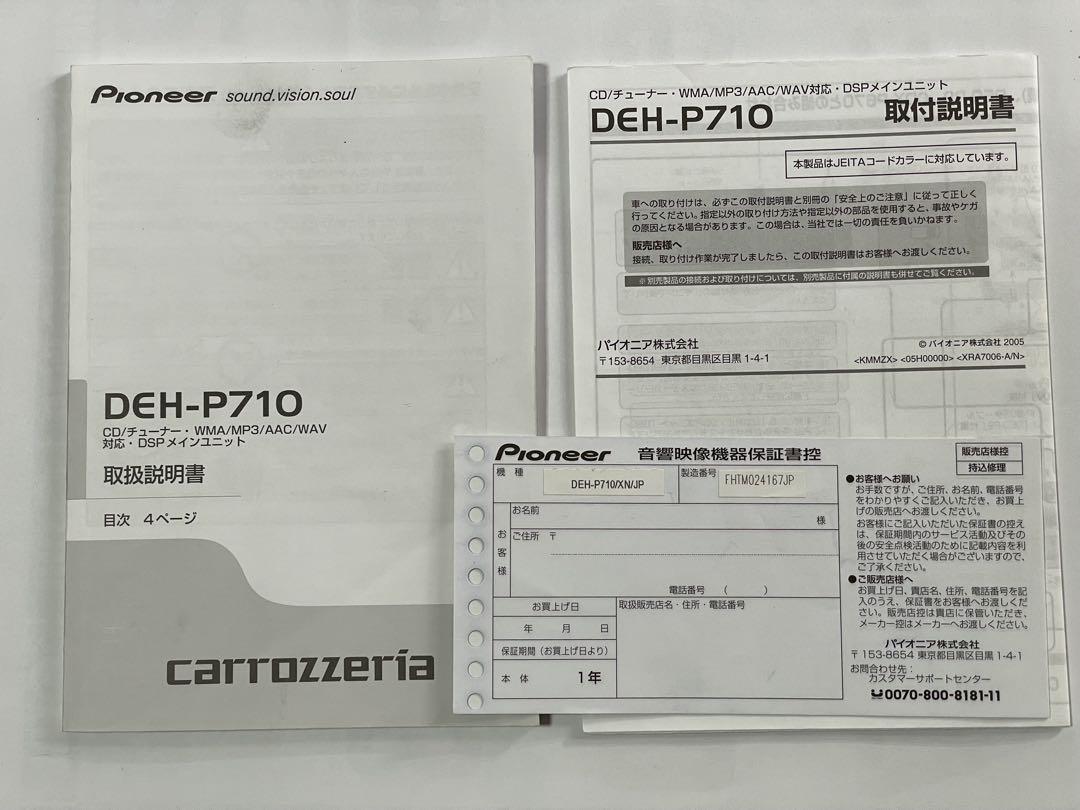 Pioneer sound.vision.soul
DEH-P710
CD/チューナー・WMA/MP3/AAC/WAV
対応・DSPメインユニット
取扱説明書
目次 4ページ
carrozzeria
CD/チューナー・WMA/MP3/AAC/WAV対応・DSPメインユニット
DEH-P710 取付説明書
本製品はJEITAコードカラーに対応しています。
車への取り付けは、必ずこの取付説明書と別冊の「安全上のご注意」に従って正しく
行ってください。指定以外の取り付け方法や指定以外の部品を使用すると、事故やケガ
の原因となる場合があります。この場合は、当社では一切の責任を負いかねます。
販売店様へ
接続、取り付け作業が完了しましたら、この取付説明書はお客様へお渡しください。
※別売製品の接続および取り付けについては、別売製品に付属の説明書も併せてご覧ください。
パイオニア株式会社
〒153-8654 東京都目黒区目黒 1-4-1
© パイオニア株式会社 2005
<KMMZX> <05H00000> <XRA7006-A/N>
Pioneer 音響映像機器保証書控
販売店様控
持込修理
機種 DEH-P710/XN/JP 製造番号 FHTM024167JP
お客様
お名前 様
ご住所 〒
電話番号 ( )
お買上げ日
年 月 日
保証期間(お買上げ日より)
本体 1年
取扱販売店名・住所・電話番号
●お客様へお願い
お手数ですが、ご住所、お名前、電話番号
をわかりやすくご記入いただき、お買上
げの販売店へお渡しください。
お客様にご記入いただいた保証書の控え
は、保証期間内のサービス活動及びその
後の安全点検活動のために記載内容を利
用させていただく場合がございますので、
ご了承ください。
●ご販売店様へ
お買上げ日、貴店名、住所、電話番号を記
入のうえ、保証書をお客様へお渡しくだ
さい。販売店控は貴店に保管いただき、
メーカー控はメーカーへお渡しください。
パイオニア株式会社
〒153-8654 東京都目黒区目黒 1-4-1
お問合わせ先:
カスタマーサポートセンター
0070-800-8181-11